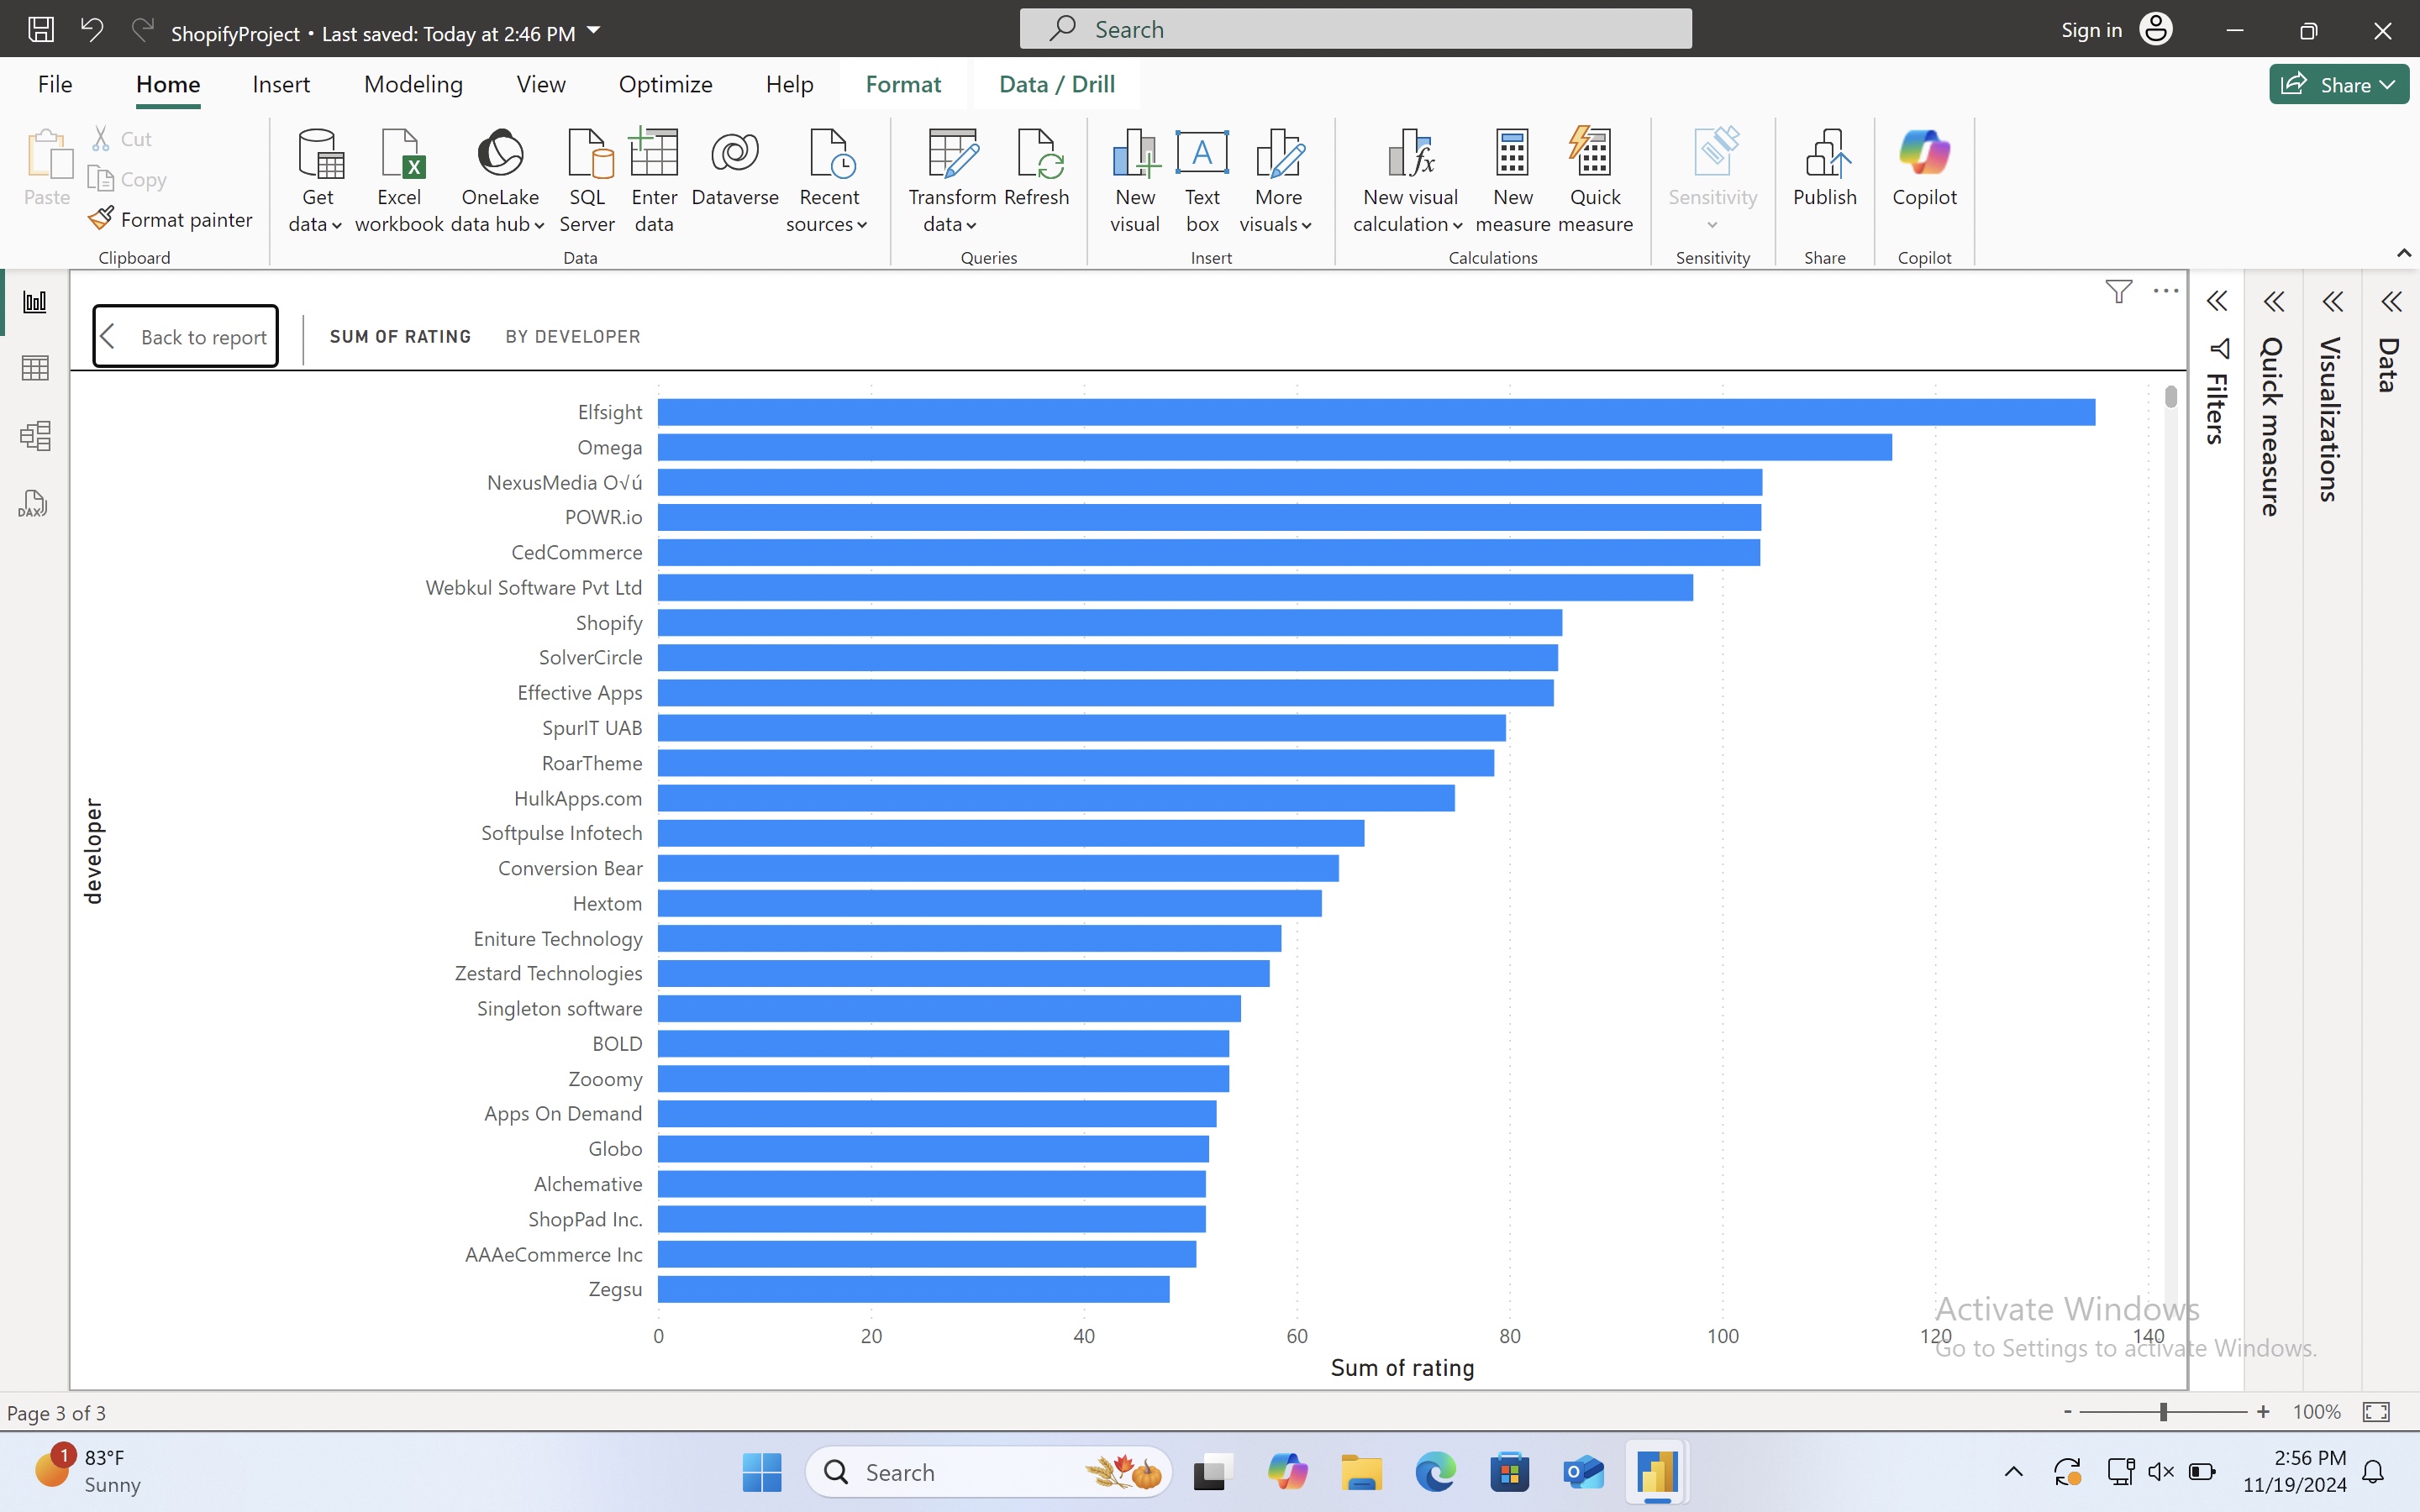 ShopifyProject • Last saved: Today at 2:46 PM
Search
Sign in
File Home Insert Modeling View Optimize Help Format Data / Drill
Share
Paste
Cut
Copy
Format painter
Clipboard
Get data
Excel workbook
OneLake data hub
SQL Server
Enter data
Dataverse
Recent sources
Data
Transform data
Refresh
Queries
New visual
A
Text box
More visuals
Insert
New visual calculation
New measure
Quick measure
Calculations
Sensitivity
Sensitivity
Publish
Share
Copilot
Copilot
DAX
Back to report
SUM OF RATING BY DEVELOPER
Filters
Quick measure
Visualizations
Data
developer
Elfsight
Omega
NexusMedia O√ú
POWR.io
CedCommerce
Webkul Software Pvt Ltd
Shopify
SolverCircle
Effective Apps
SpurIT UAB
RoarTheme
HulkApps.com
Softpulse Infotech
Conversion Bear
Hextom
Eniture Technology
Zestard Technologies
Singleton software
BOLD
Zooomy
Apps On Demand
Globo
Alchemative
ShopPad Inc.
AAAeCommerce Inc
Zegsu
0 20 40 60 80 100 120 140
Sum of rating
Activate Windows
Go to Settings to activate Windows.
Page 3 of 3
- + 100%
1
83°F
Sunny
Search
2:56 PM
11/19/2024